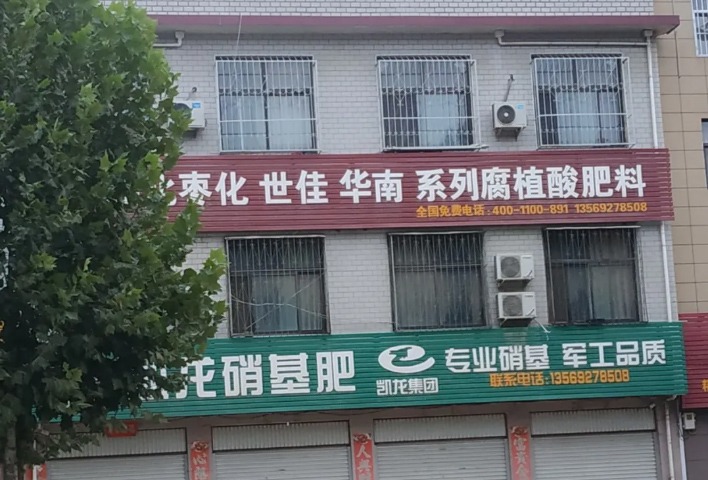 化枣化 世佳 华南 系列腐植酸肥料
全国免费电话:400-1100-891 13569278508
龙硝基肥
凯龙集团
专业硝基 军工品质
联系电话:13569278508